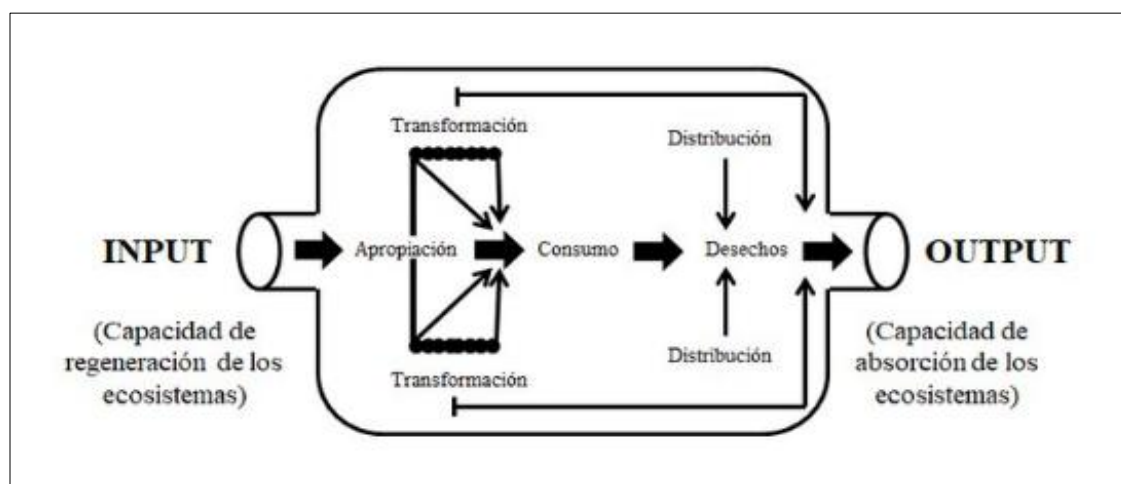 Transformación
Distribución
INPUT
Apropiación
Consumo
Desechos
OUTPUT
(Capacidad de
regeneración de los
ecosistemas)
(Capacidad de
absorción de los
ecosistemas)
Distribución
Transformación